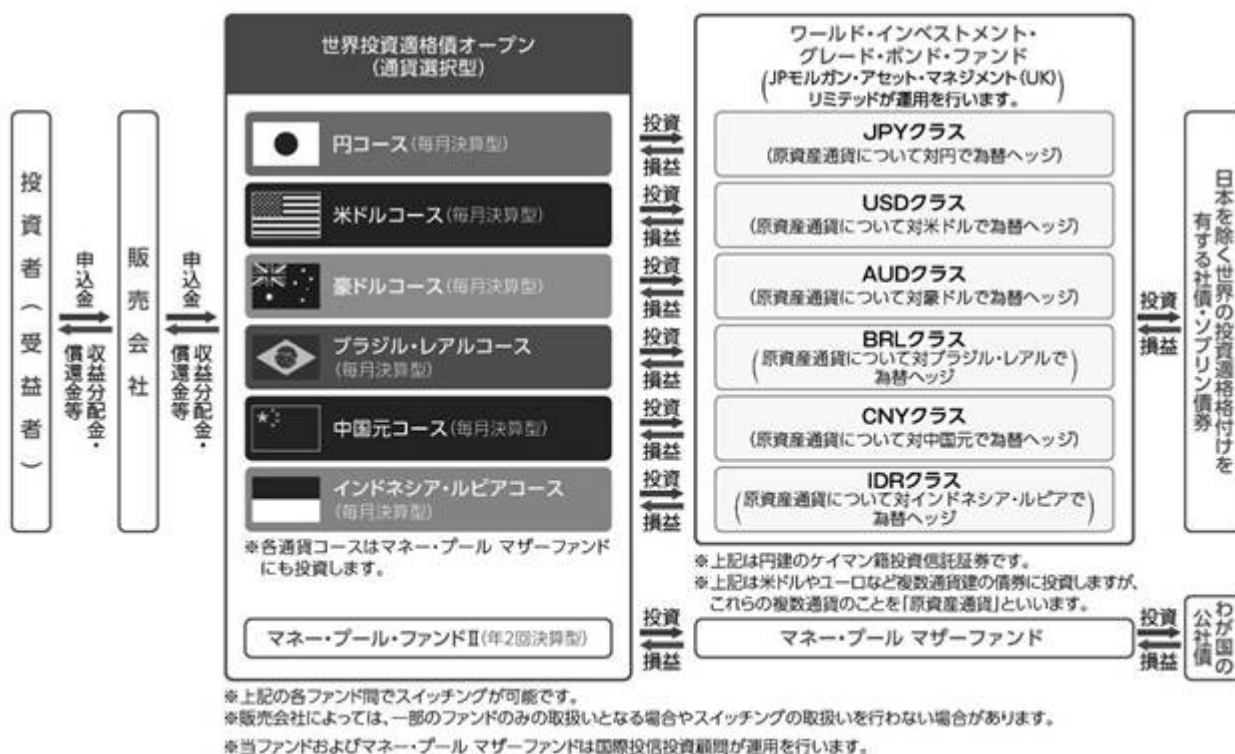 世界投資適格債オープン
(通貨選択型)
円コース(毎月決算型)
米ドルコース(毎月決算型)
豪ドルコース(毎月決算型)
ブラジル・レアルコース
(毎月決算型)
中国元コース(毎月決算型)
インドネシア・ルピアコース
(毎月決算型)
※各通貨コースはマネー・プール マザーファンド
にも投資します。
マネー・プール・ファンドⅡ(年2回決算型)
投資者(受益者)
申込金
収益分配金・
償還金等
販売会社
申込金
収益分配金・
償還金等
投資
損益
投資
損益
投資
損益
投資
損益
投資
損益
投資
損益
投資
損益
ワールド・インベストメント・
グレード・ボンド・ファンド
(JPモルガン・アセット・マネジメント(UK)
リミテッドが運用を行います。)
JPYクラス
(原資産通貨について対円で為替ヘッジ)
USDクラス
(原資産通貨について対米ドルで為替ヘッジ)
AUDクラス
(原資産通貨について対豪ドルで為替ヘッジ)
BRLクラス
(原資産通貨について対ブラジル・レアルで
為替ヘッジ)
CNYクラス
(原資産通貨について対中国元で為替ヘッジ)
IDRクラス
(原資産通貨について対インドネシア・ルピアで
為替ヘッジ)
※上記は円建のケイマン籍投資信託証券です。
※上記は米ドルやユーロなど複数通貨建の債券に投資しますが、
これらの複数通貨のことを「原資産通貨」といいます。
マネー・プール マザーファンド
投資
損益
投資
損益
日本を除く世界の投資適格格付けを
有する社債・ソブリン債券
わが国の
公社債
※上記の各ファンド間でスイッチングが可能です。
※販売会社によっては、一部のファンドのみの取扱いとなる場合やスイッチングの取扱いを行わない場合があります。
※当ファンドおよびマネー・プール マザーファンドは国際投信投資顧問が運用を行います。